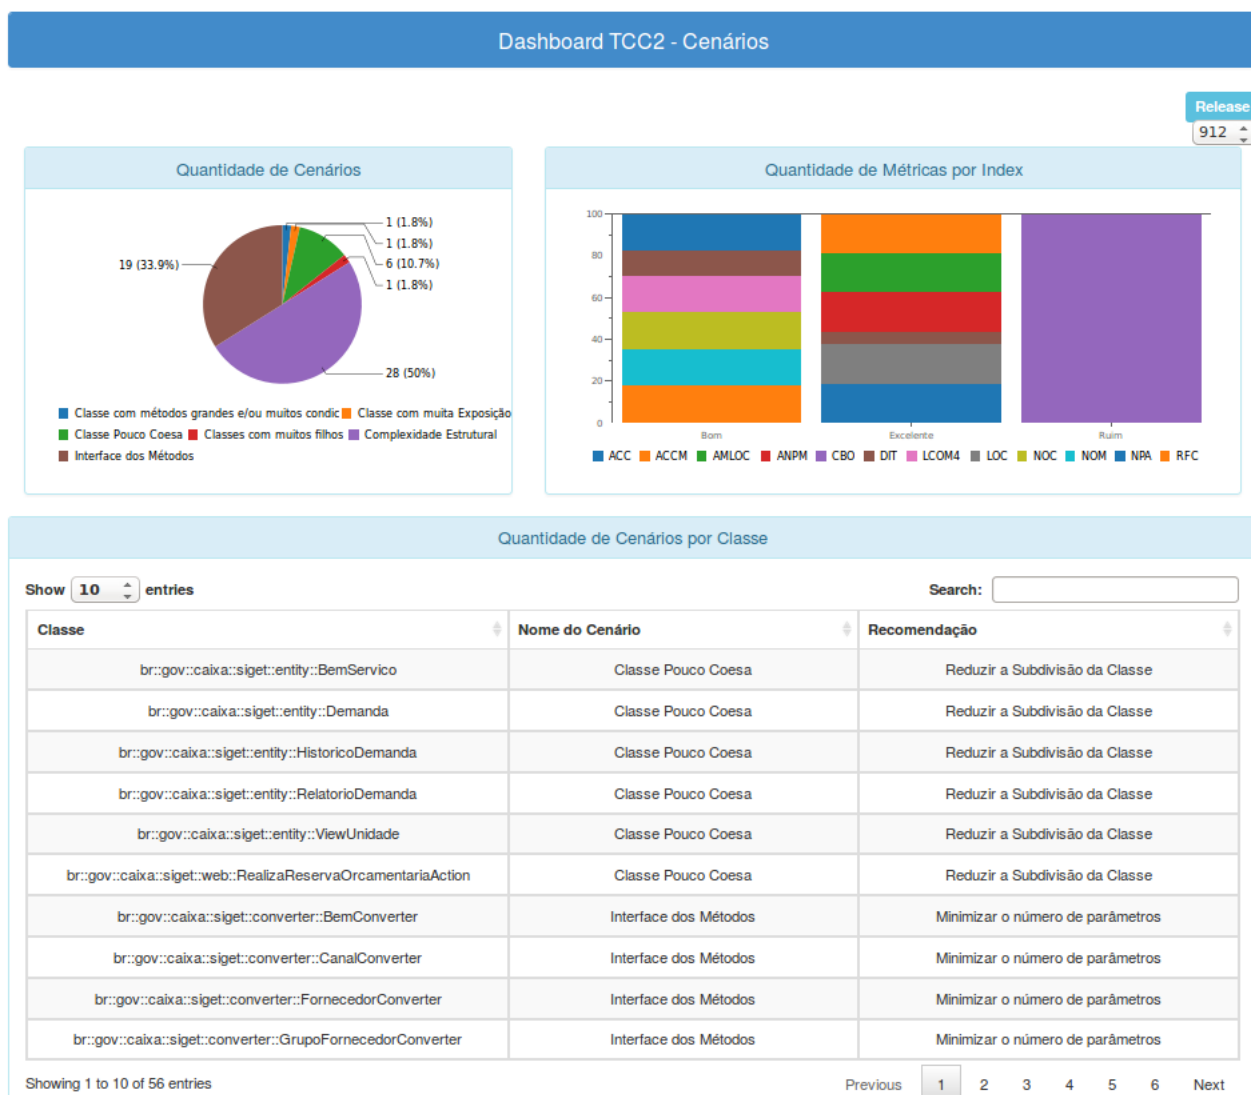 Dashboard TCC2 - Cenários
Release
912
Quantidade de Cenários
1 (1.8%)
1 (1.8%)
6 (10.7%)
1 (1.8%)
19 (33.9%)
28 (50%)
Classe com métodos grandes e/ou muitos condic Classe com muita Exposição
Classe Pouco Coesa Classes com muitos filhos Complexidade Estrutural
Interface dos Métodos
Quantidade de Métricas por Index
100
80
60
40
20
0
Bom Excelente Ruim
ACC ACCM AMLOC ANPM CBO DIT LCOM4 LOC NOC NOM NPA RFC
Quantidade de Cenários por Classe
Show 10 entries Search:
Classe Nome do Cenário Recomendação
br::gov::caixa::siget::entity::BemServico Classe Pouco Coesa Reduzir a Subdivisão da Classe
br::gov::caixa::siget::entity::Demanda Classe Pouco Coesa Reduzir a Subdivisão da Classe
br::gov::caixa::siget::entity::HistoricoDemanda Classe Pouco Coesa Reduzir a Subdivisão da Classe
br::gov::caixa::siget::entity::RelatorioDemanda Classe Pouco Coesa Reduzir a Subdivisão da Classe
br::gov::caixa::siget::entity::ViewUnidade Classe Pouco Coesa Reduzir a Subdivisão da Classe
br::gov::caixa::siget::web::RealizaReservaOrcamentariaAction Classe Pouco Coesa Reduzir a Subdivisão da Classe
br::gov::caixa::siget::converter::BemConverter Interface dos Métodos Minimizar o número de parâmetros
br::gov::caixa::siget::converter::CanalConverter Interface dos Métodos Minimizar o número de parâmetros
br::gov::caixa::siget::converter::FornecedorConverter Interface dos Métodos Minimizar o número de parâmetros
br::gov::caixa::siget::converter::GrupoFornecedorConverter Interface dos Métodos Minimizar o número de parâmetros
Showing 1 to 10 of 56 entries Previous 1 2 3 4 5 6 Next